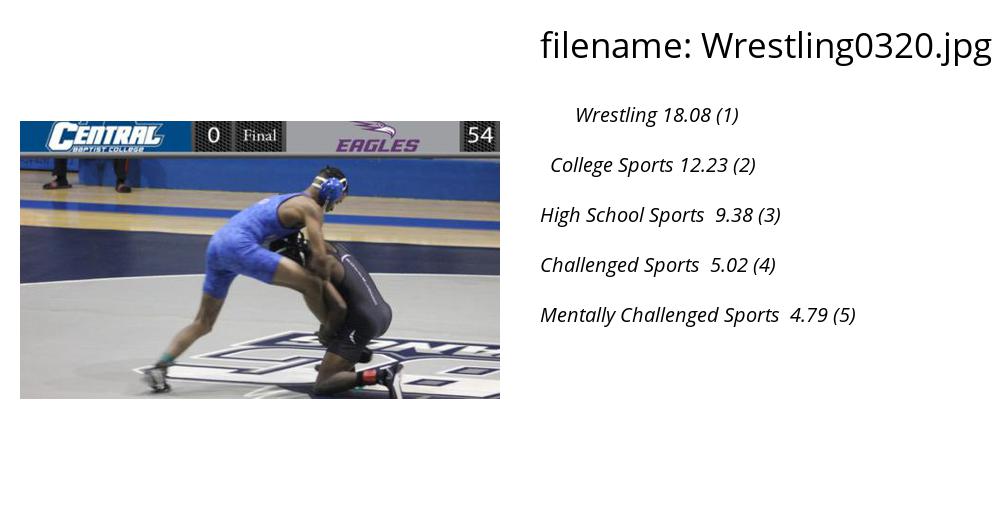 filename: Wrestling0320.jpg
Wrestling 18.08 (1)
College Sports 12.23 (2)
High School Sports 9.38 (3)
Challenged Sports 5.02 (4)
Mentally Challenged Sports 4.79 (5)
CENTRAL
BAPTIST COLLEGE
0
Final
EAGLES
54